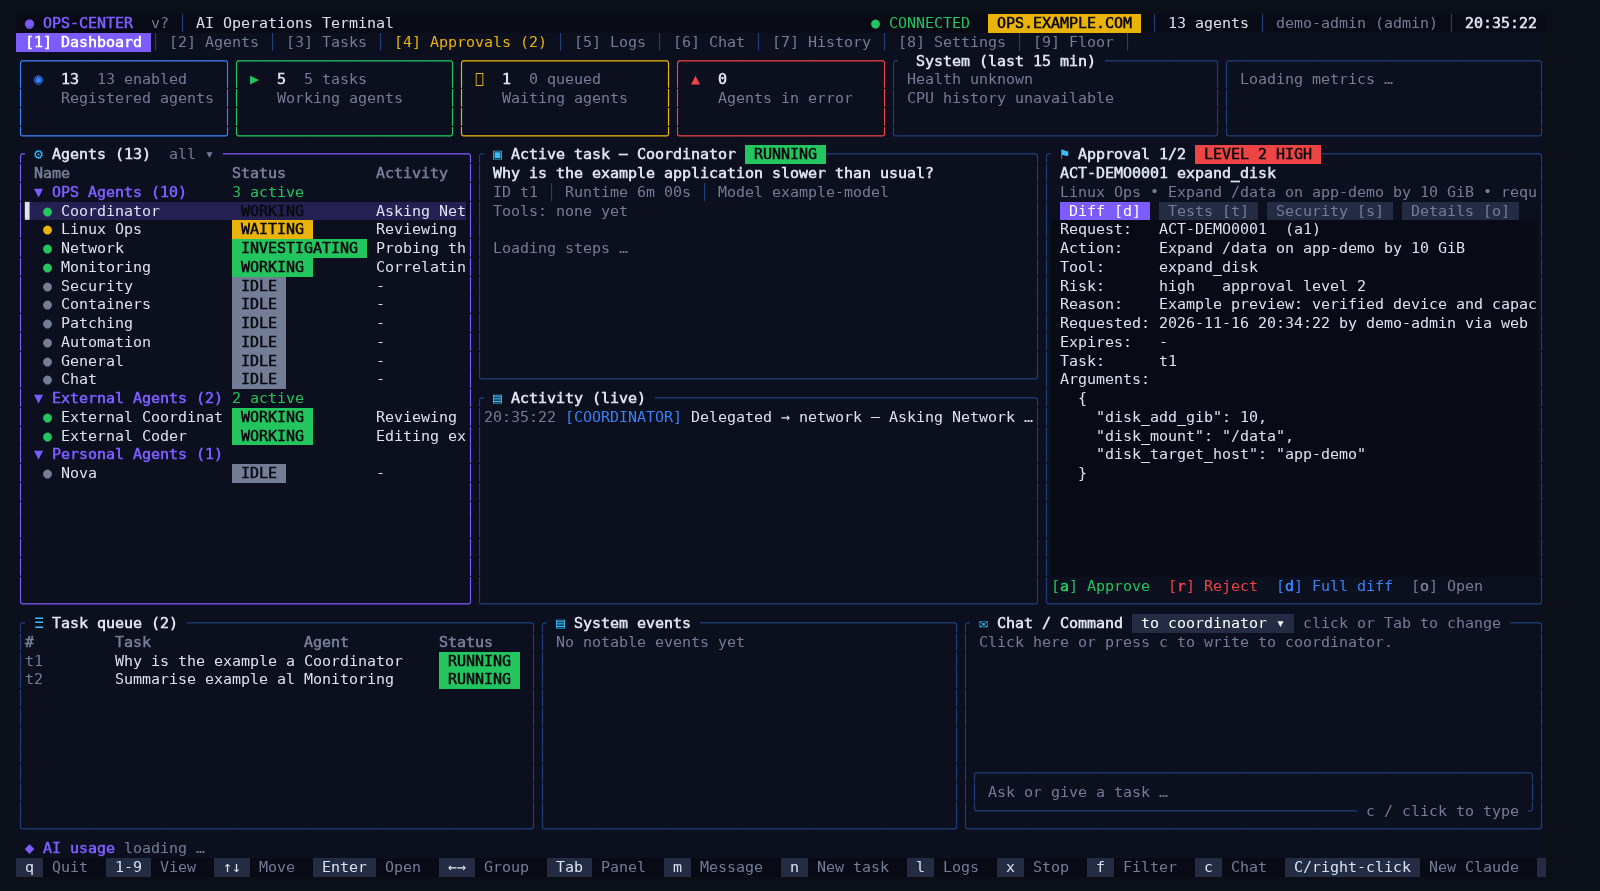 ◉ OPS-CENTER v? │ AI Operations Terminal ● CONNECTED OPS.EXAMPLE.COM │ 13 agents │ demo-admin (admin) │ 20:35:22
[1] Dashboard │ [2] Agents │ [3] Tasks │ [4] Approvals (2) │ [5] Logs │ [6] Chat │ [7] History │ [8] Settings │ [9] Floor │
◉ 13 13 enabled
Registered agents
▶ 5 5 tasks
Working agents
1 0 queued
Waiting agents
▲ 0
Agents in error
System (last 15 min)
Health unknown
CPU history unavailable
Loading metrics …
⚙ Agents (13) all ▾
Name Status Activity
▼ OPS Agents (10) 3 active
● Coordinator WORKING Asking Net
● Linux Ops WAITING Reviewing
● Network INVESTIGATING Probing th
● Monitoring WORKING Correlatin
● Security IDLE -
● Containers IDLE -
● Patching IDLE -
● Automation IDLE -
● General IDLE -
● Chat IDLE -
▼ External Agents (2) 2 active
● External Coordinat WORKING Reviewing
● External Coder WORKING Editing ex
▼ Personal Agents (1)
● Nova IDLE -
▣ Active task — Coordinator RUNNING
Why is the example application slower than usual?
ID t1 │ Runtime 6m 00s │ Model example-model
Tools: none yet
Loading steps …
▤ Activity (live)
20:35:22 [COORDINATOR] Delegated → network — Asking Network …
⚑ Approval 1/2 LEVEL 2 HIGH
ACT-DEMO0001 expand_disk
Linux Ops • Expand /data on app-demo by 10 GiB • requ
Diff [d] Tests [t] Security [s] Details [o]
Request: ACT-DEMO0001 (a1)
Action: Expand /data on app-demo by 10 GiB
Tool: expand_disk
Risk: high approval level 2
Reason: Example preview: verified device and capac
Requested: 2026-11-16 20:34:22 by demo-admin via web
Expires: -
Task: t1
Arguments:
{
"disk_add_gib": 10,
"disk_mount": "/data",
"disk_target_host": "app-demo"
}
[a] Approve [r] Reject [d] Full diff [o] Open
Ξ Task queue (2)
# Task Agent Status
t1 Why is the example a Coordinator RUNNING
t2 Summarise example al Monitoring RUNNING
▤ System events
No notable events yet
✉ Chat / Command to coordinator ▾ click or Tab to change
Click here or press c to write to coordinator.
Ask or give a task …
c / click to type
◆ AI usage loading …
q Quit 1-9 View ↑↓ Move Enter Open ←→ Group Tab Panel m Message n New task l Logs x Stop f Filter c Chat C/right-click New Claude